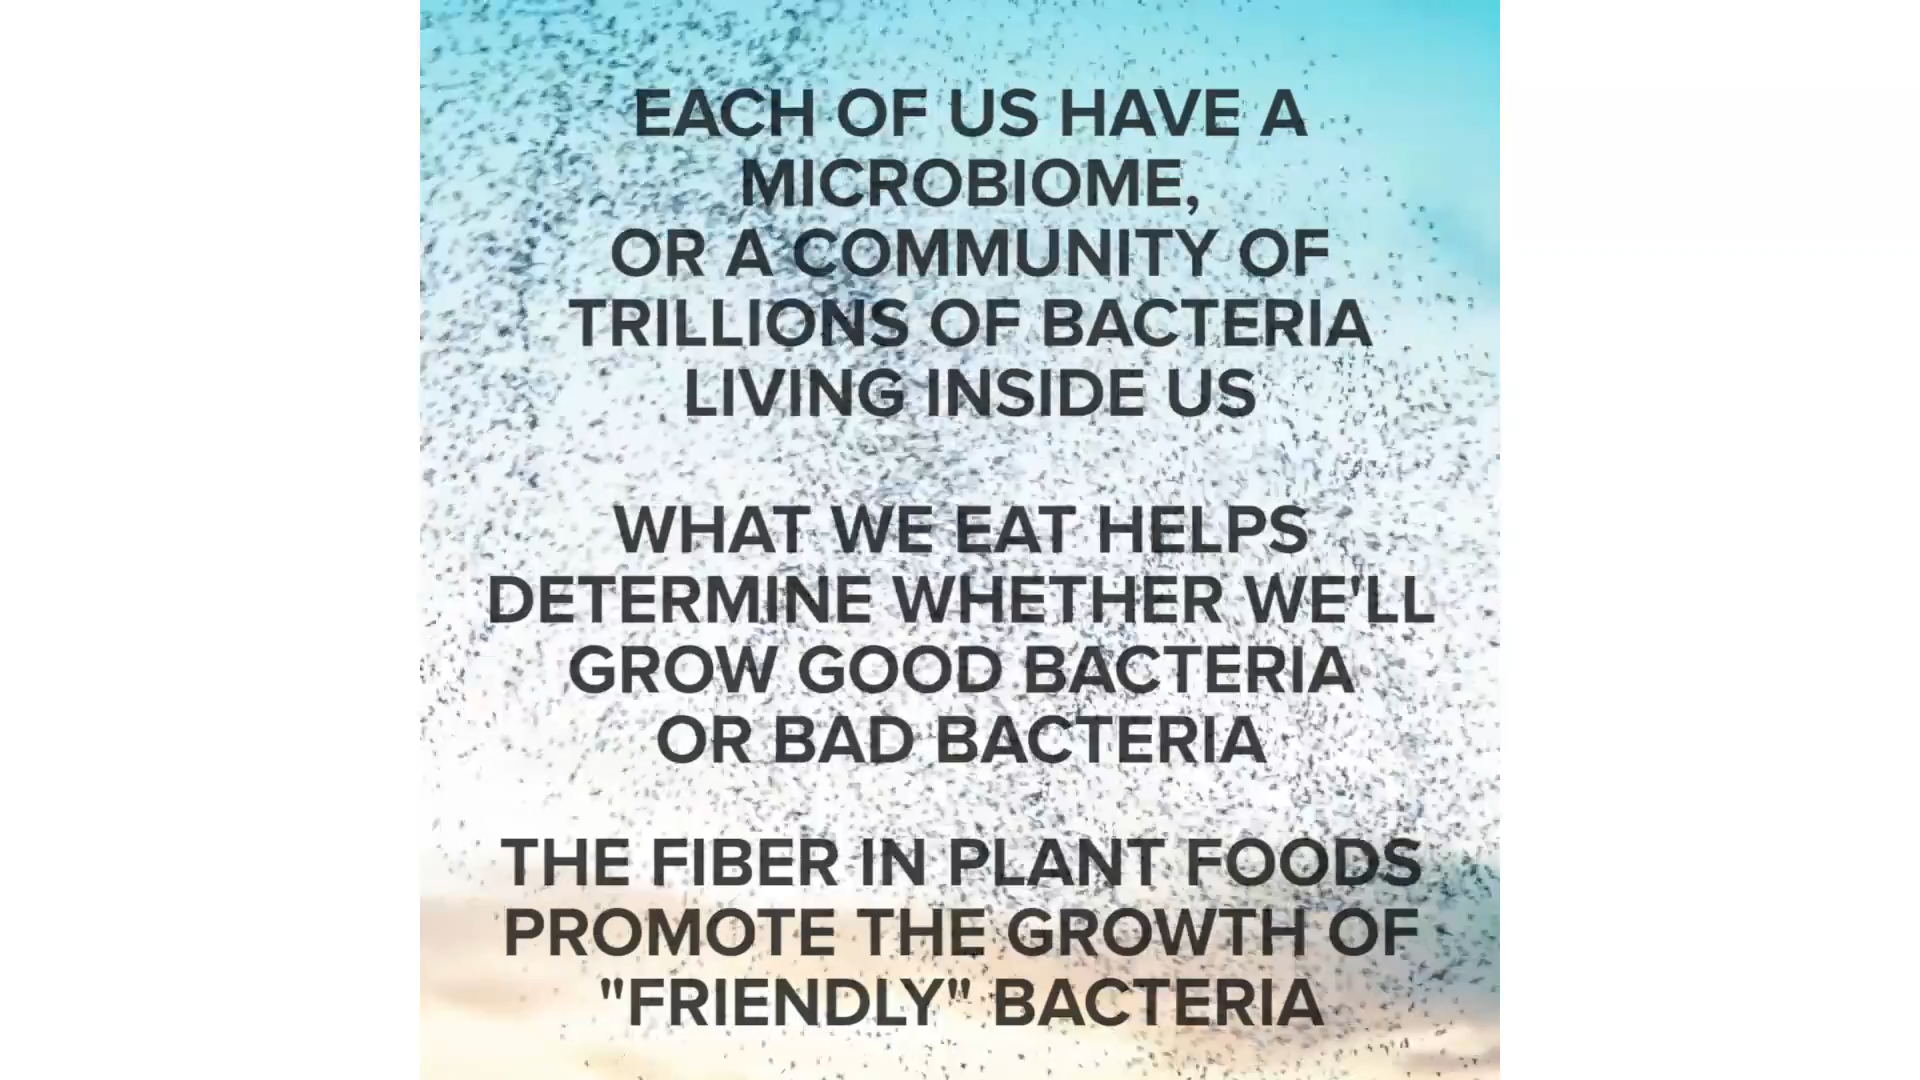 EACH OF US HAVE A
MICROBIOME,
OR A COMMUNITY OF
TRILLIONS OF BACTERIA
LIVING INSIDE US
WHAT WE EAT HELPS
DETERMINE WHETHER WE'LL
GROW GOOD BACTERIA
OR BAD BACTERIA
THE FIBER IN PLANT FOODS
PROMOTE THE GROWTH OF
"FRIENDLY" BACTERIA